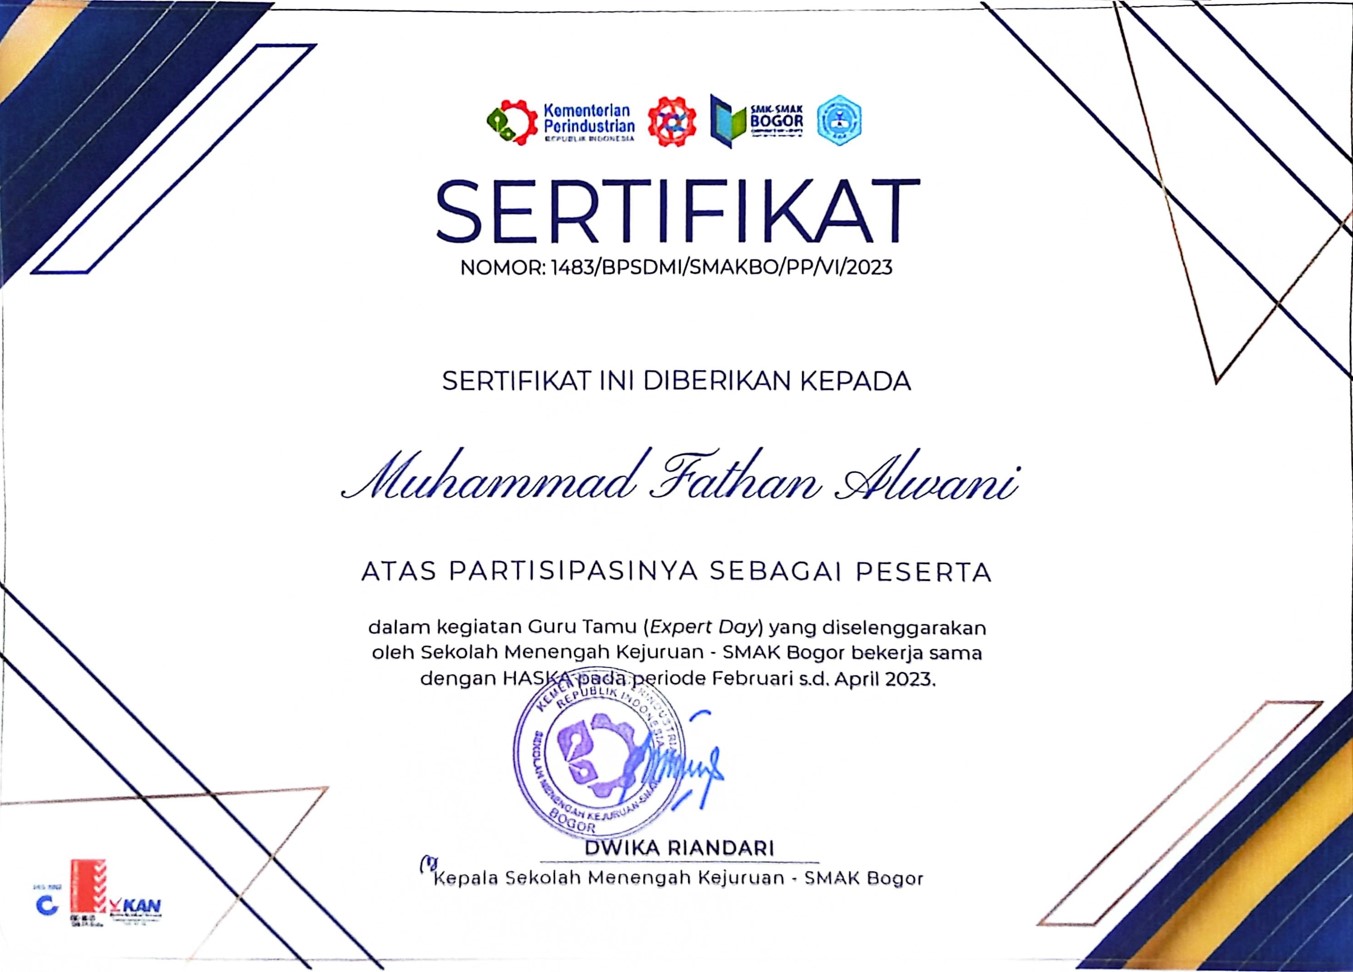 Kementerian
Perindustrian
REPUBLIK INDONESIA
SMK-SMAK
BOGOR
SERTIFIKAT
NOMOR: 1483/BPSDMI/SMAKBO/PP/VI/2023
SERTIFIKAT INI DIBERIKAN KEPADA
Muhammad Fathan Alwani
ATAS PARTISIPASINYA SEBAGAI PESERTA
dalam kegiatan Guru Tamu (Expert Day) yang diselenggarakan
oleh Sekolah Menengah Kejuruan - SMAK Bogor bekerja sama
dengan HASKA pada periode Februari s.d. April 2023.
KEMENTERIAN PERINDUSTRIAN
REPUBLIK INDONESIA
SEKOLAH MENENGAH KEJURUAN-SMAK
BOGOR
DWIKA RIANDARI
Kepala Sekolah Menengah Kejuruan - SMAK Bogor
KAN